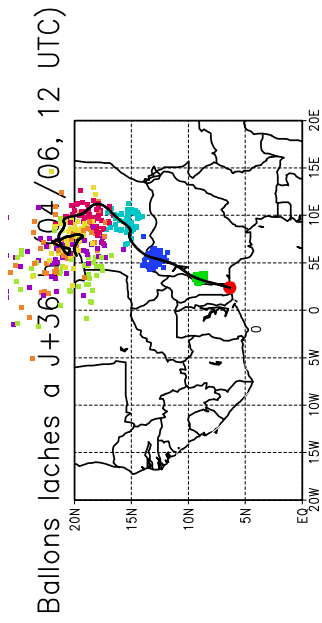 Ballons laches a J+36 04/06, 12 UTC)
20N
15N
10N
5N
EQ
0
20W 15W 10W 5W 0 5E 10E 15E 20E